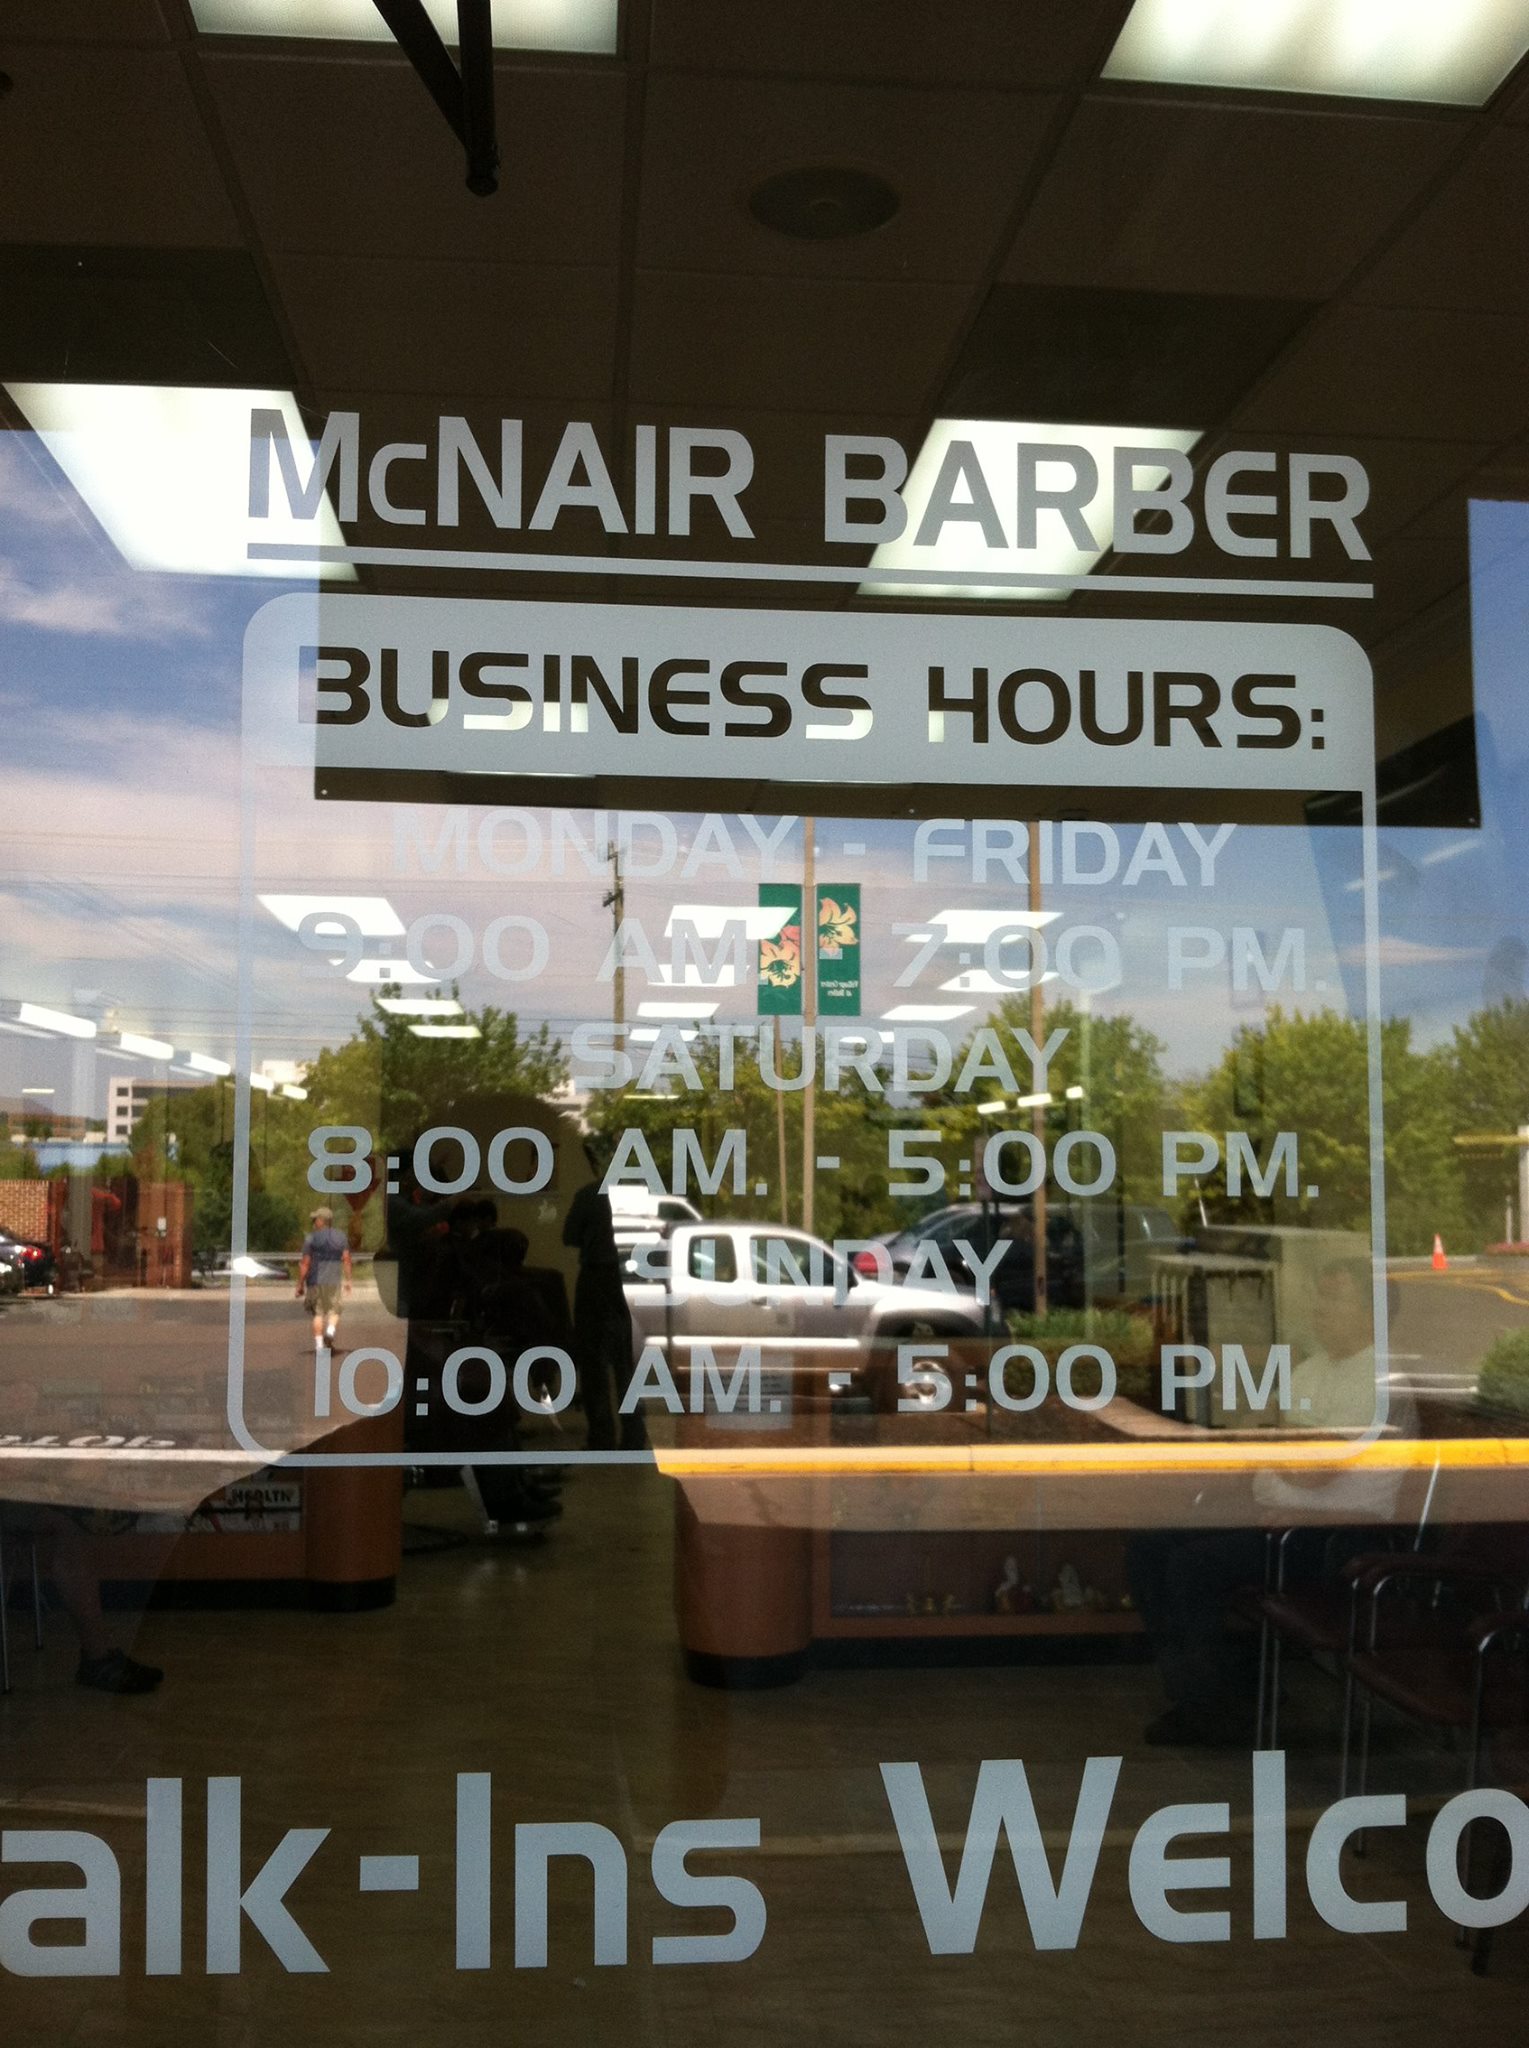 McNAIR BARBER
BUSINESS HOURS:
MONDAY - FRIDAY
9:00 AM. - 7:00 PM.
SATURDAY
8:00 AM. - 5:00 PM.
SUNDAY
10:00 AM. - 5:00 PM.
HEALTH
alk-Ins Welco